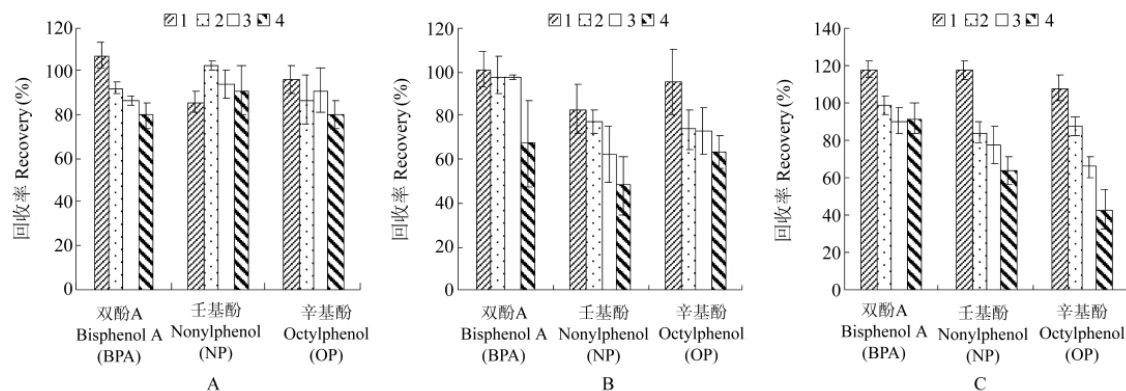 1 2 3 4
120
100
80
60
40
20
0
回收率 Recovery (%)
双酚A
Bisphenol A
(BPA)
壬基酚
Nonylphenol
(NP)
辛基酚
Octylphenol
(OP)
A
1 2 3 4
120
100
80
60
40
20
0
回收率 Recovery (%)
双酚A
Bisphenol A
(BPA)
壬基酚
Nonylphenol
(NP)
辛基酚
Octylphenol
(OP)
B
1 2 3 4
140
120
100
80
60
40
20
0
回收率 Recovery (%)
双酚A
Bisphenol A
(BPA)
壬基酚
Nonylphenol
(NP)
辛基酚
Octylphenol
(OP)
C